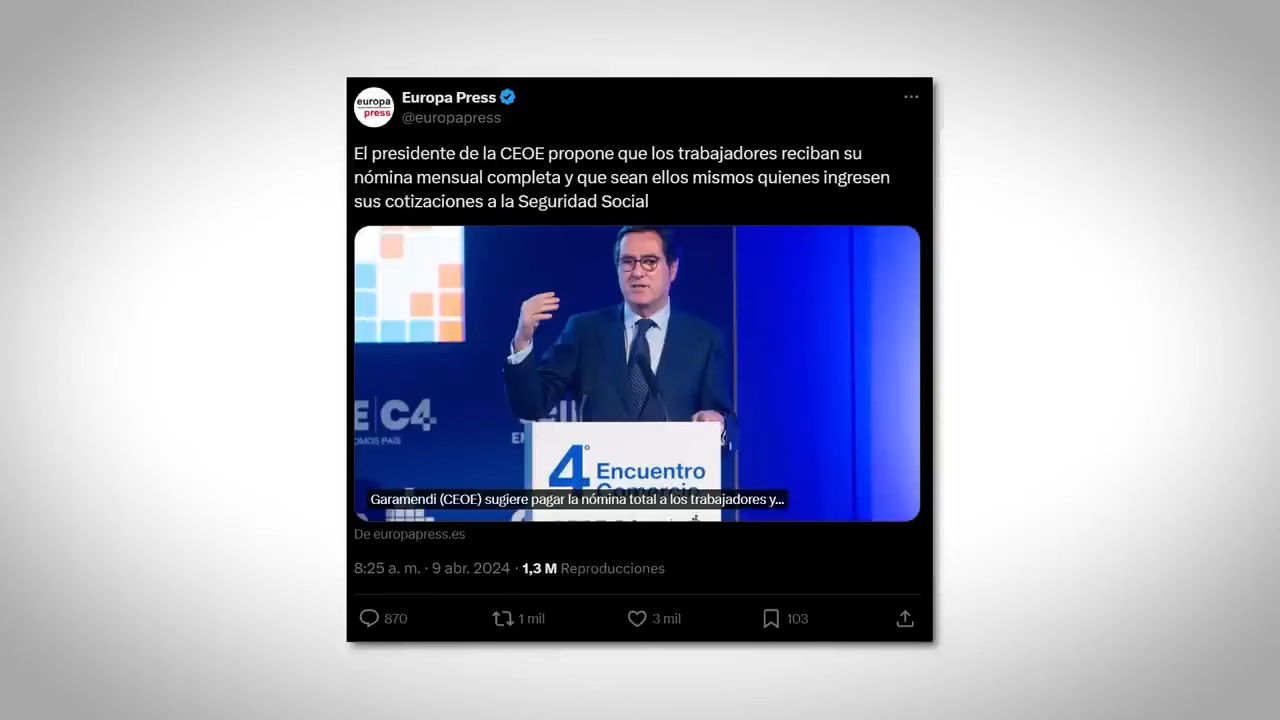 europa
press
Europa Press
@europapress
El presidente de la CEOE propone que los trabajadores reciban su
nómina mensual completa y que sean ellos mismos quienes ingresen
sus cotizaciones a la Seguridad Social
E C4
OMOS PAÍS
4º Encuentro
Comercio
Garamendi (CEOE) sugiere pagar la nómina total a los trabajadores y...
De europapress.es
8:25 a. m. · 9 abr. 2024 · 1,3 M Reproducciones
870
1 mil
3 mil
103